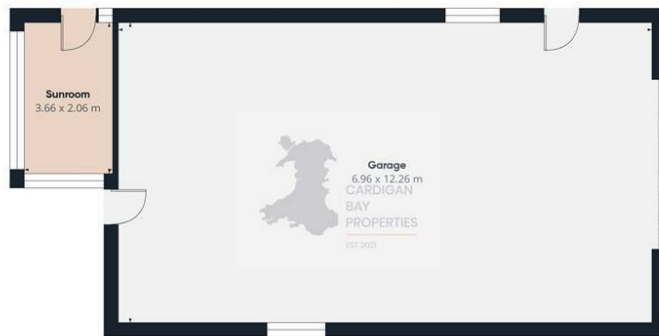 Sunroom
3.66 x 2.06 m
Garage
6.96 x 12.26 m
CARDIGAN
BAY
PROPERTIES
EST 2021